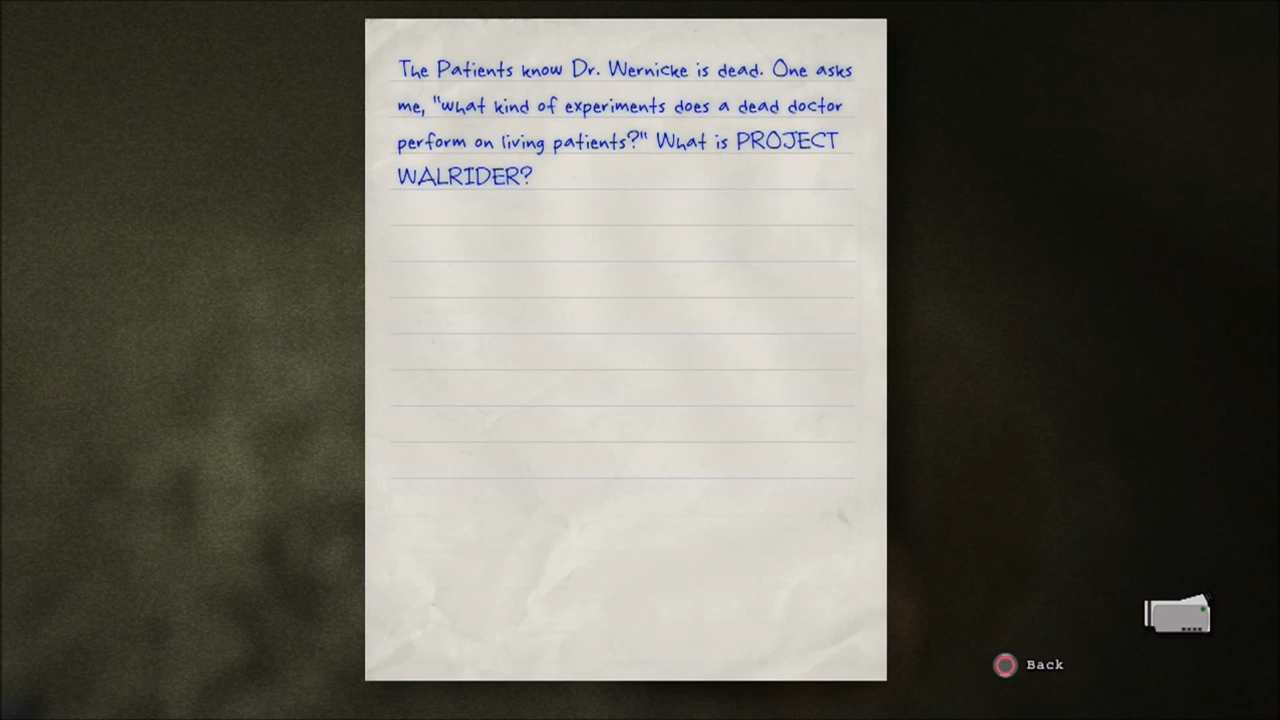 The Patients know Dr. Wernicke is dead. One asks
me, "what kind of experiments does a dead doctor
perform on living patients?" What is PROJECT
WALRIDER?
Back